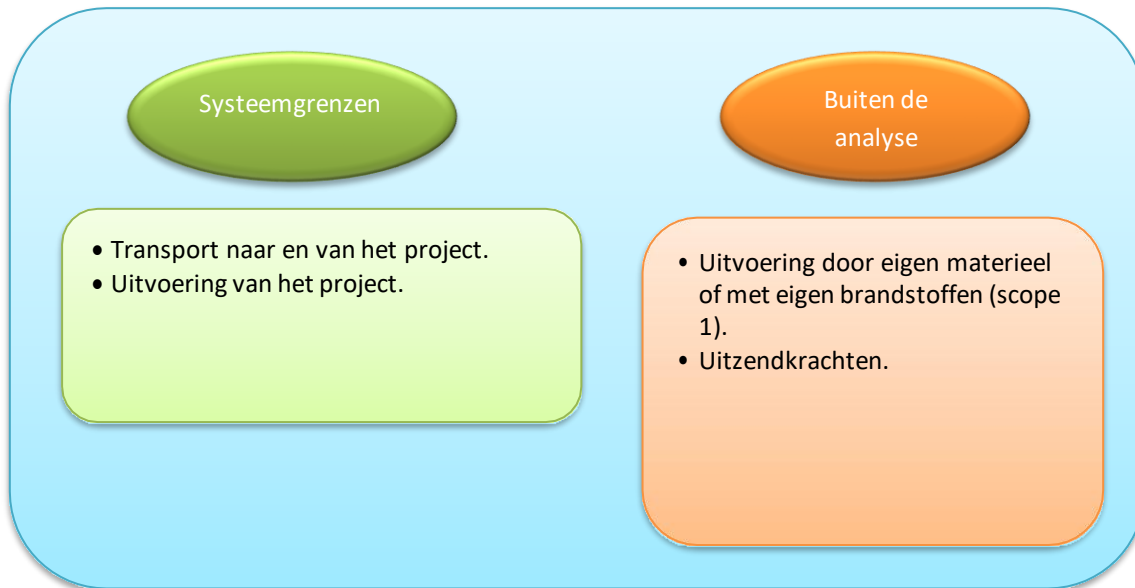 Systeemgrenzen
• Transport naar en van het project.
• Uitvoering van het project.
Buiten de
analyse
• Uitvoering door eigen materieel
of met eigen brandstoffen (scope
1).
• Uitzendkrachten.